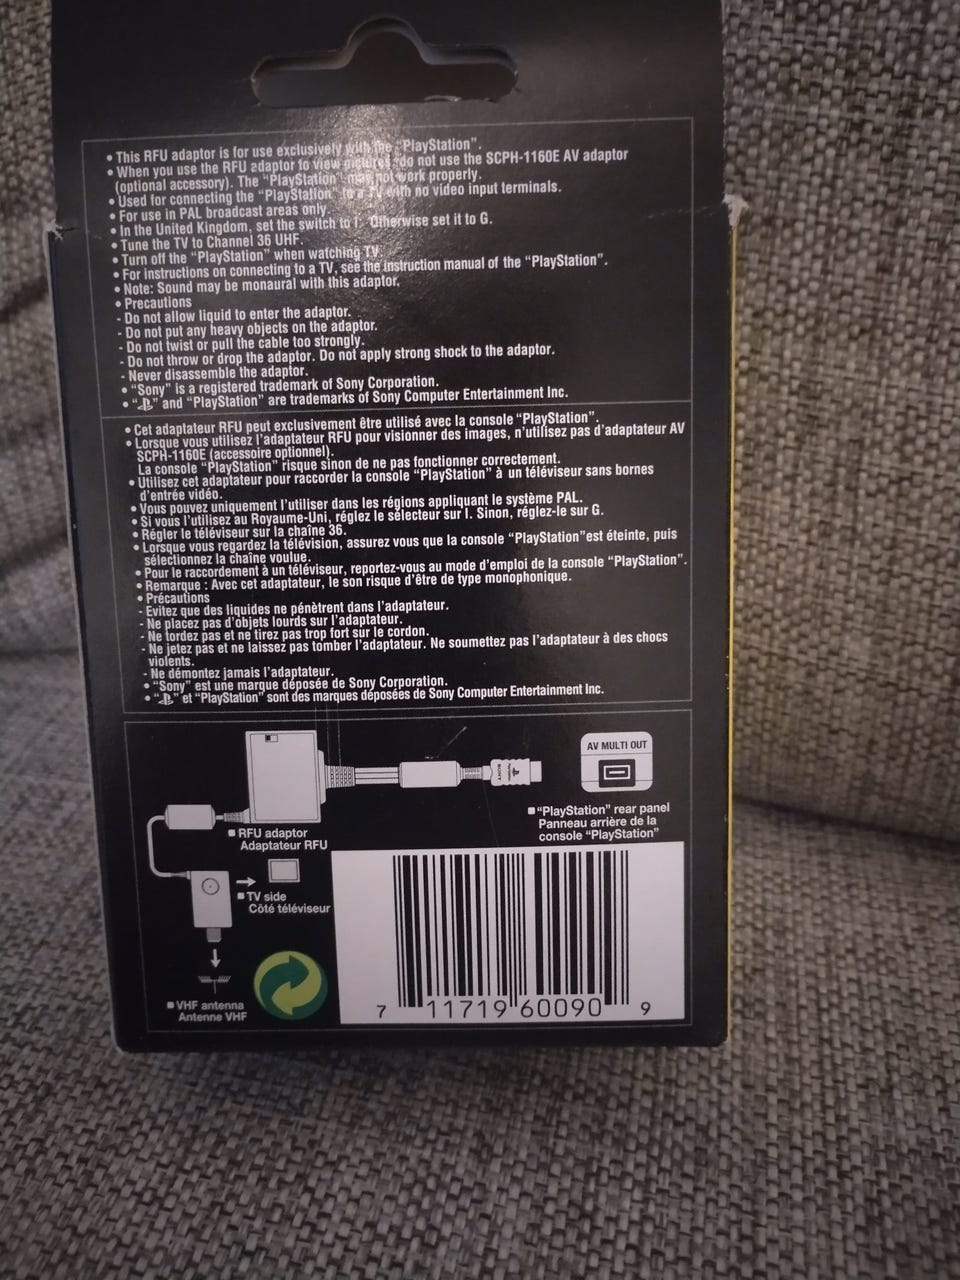 • This RFU adaptor is for use exclusively with the "PlayStation".
• When you use the RFU adaptor to view pictures, do not use the SCPH-1160E AV adaptor
(optional accessory). The "PlayStation" may not work properly.
• Used for connecting the "PlayStation" to a TV with no video input terminals.
• For use in PAL broadcast areas only.
• In the United Kingdom, set the switch to I. Otherwise set it to G.
• Tune the TV to Channel 36 UHF.
• Turn off the "PlayStation" when watching TV.
• For instructions on connecting to a TV, see the instruction manual of the "PlayStation".
• Note: Sound may be monaural with this adaptor.
• Precautions
- Do not allow liquid to enter the adaptor.
- Do not put any heavy objects on the adaptor.
- Do not twist or pull the cable too strongly.
- Do not throw or drop the adaptor. Do not apply strong shock to the adaptor.
- Never disassemble the adaptor.
• "Sony" is a registered trademark of Sony Corporation.
• " " and "PlayStation" are trademarks of Sony Computer Entertainment Inc.
• Cet adaptateur RFU peut exclusivement être utilisé avec la console "PlayStation".
• Lorsque vous utilisez l'adaptateur RFU pour visionner des images, n'utilisez pas d'adaptateur AV
SCPH-1160E (accessoire optionnel).
La console "PlayStation" risque sinon de ne pas fonctionner correctement.
• Utilisez cet adaptateur pour raccorder la console "PlayStation" à un téléviseur sans bornes
d'entrée vidéo.
• Vous pouvez uniquement l'utiliser dans les régions appliquant le système PAL.
• Si vous l'utilisez au Royaume-Uni, réglez le sélecteur sur I. Sinon, réglez-le sur G.
• Régler le téléviseur sur la chaîne 36.
• Lorsque vous regardez la télévision, assurez vous que la console "PlayStation"est éteinte, puis
sélectionnez la chaîne voulue.
• Pour le raccordement à un téléviseur, reportez-vous au mode d'emploi de la console "PlayStation".
• Remarque : Avec cet adaptateur, le son risque d'être de type monophonique.
• Précautions
- Evitez que des liquides ne pénètrent dans l'adaptateur.
- Ne placez pas d'objets lourds sur l'adaptateur.
- Ne tordez pas et ne tirez pas trop fort sur le cordon.
- Ne jetez pas et ne laissez pas tomber l'adaptateur. Ne soumettez pas l'adaptateur à des chocs
violents.
- Ne démontez jamais l'adaptateur.
• "Sony" est une marque déposée de Sony Corporation.
• " " et "PlayStation" sont des marques déposées de Sony Computer Entertainment Inc.
AV MULTI OUT
SONY
■ "PlayStation" rear panel
Panneau arrière de la
console "PlayStation"
■ RFU adaptor
Adaptateur RFU
■ TV side
Côté téléviseur
■ VHF antenna
Antenne VHF
7 11719 60090 9